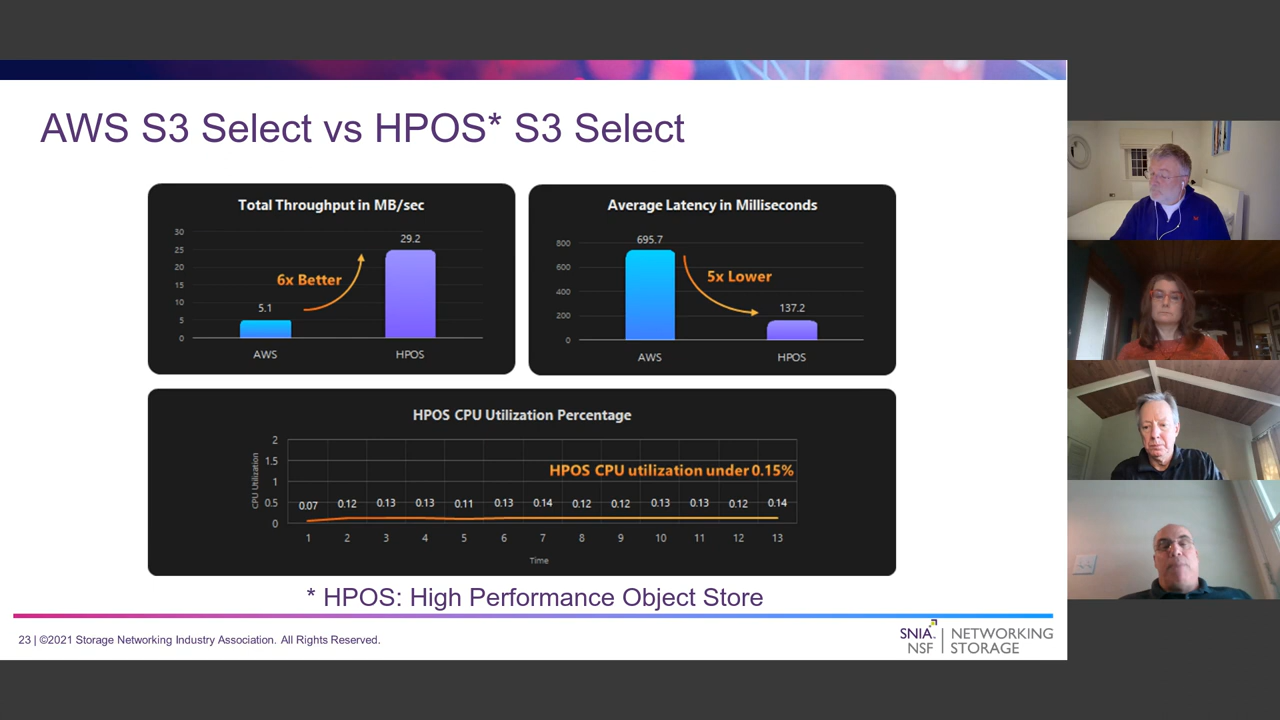 AWS S3 Select vs HPOS* S3 Select
Total Throughput in MB/sec
30
25
20
15
10
5
0
5.1
29.2
6x Better
AWS
HPOS
Average Latency in Milliseconds
800
600
400
200
0
695.7
137.2
5x Lower
AWS
HPOS
HPOS CPU Utilization Percentage
CPU Utilization
2
1.5
1
0.5
0
HPOS CPU utilization under 0.15%
0.07 0.12 0.13 0.13 0.11 0.13 0.14 0.12 0.12 0.13 0.13 0.12 0.14
1 2 3 4 5 6 7 8 9 10 11 12 13
Time
* HPOS: High Performance Object Store
23 | ©2021 Storage Networking Industry Association. All Rights Reserved.
SNIA. | NETWORKING
NSF | STORAGE